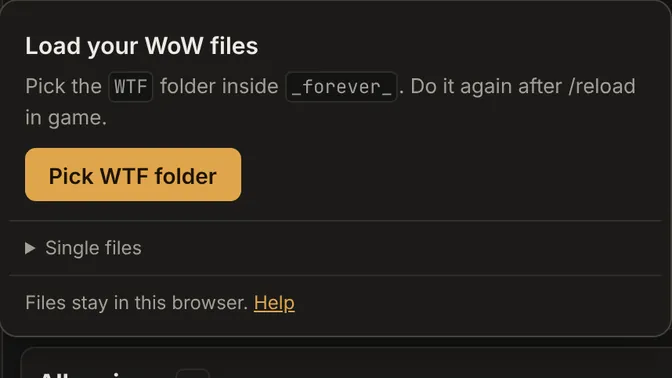 Load your WoW files
Pick the WTF folder inside _forever_. Do it again after /reload
in game.
Pick WTF folder
Single files
Files stay in this browser. Help